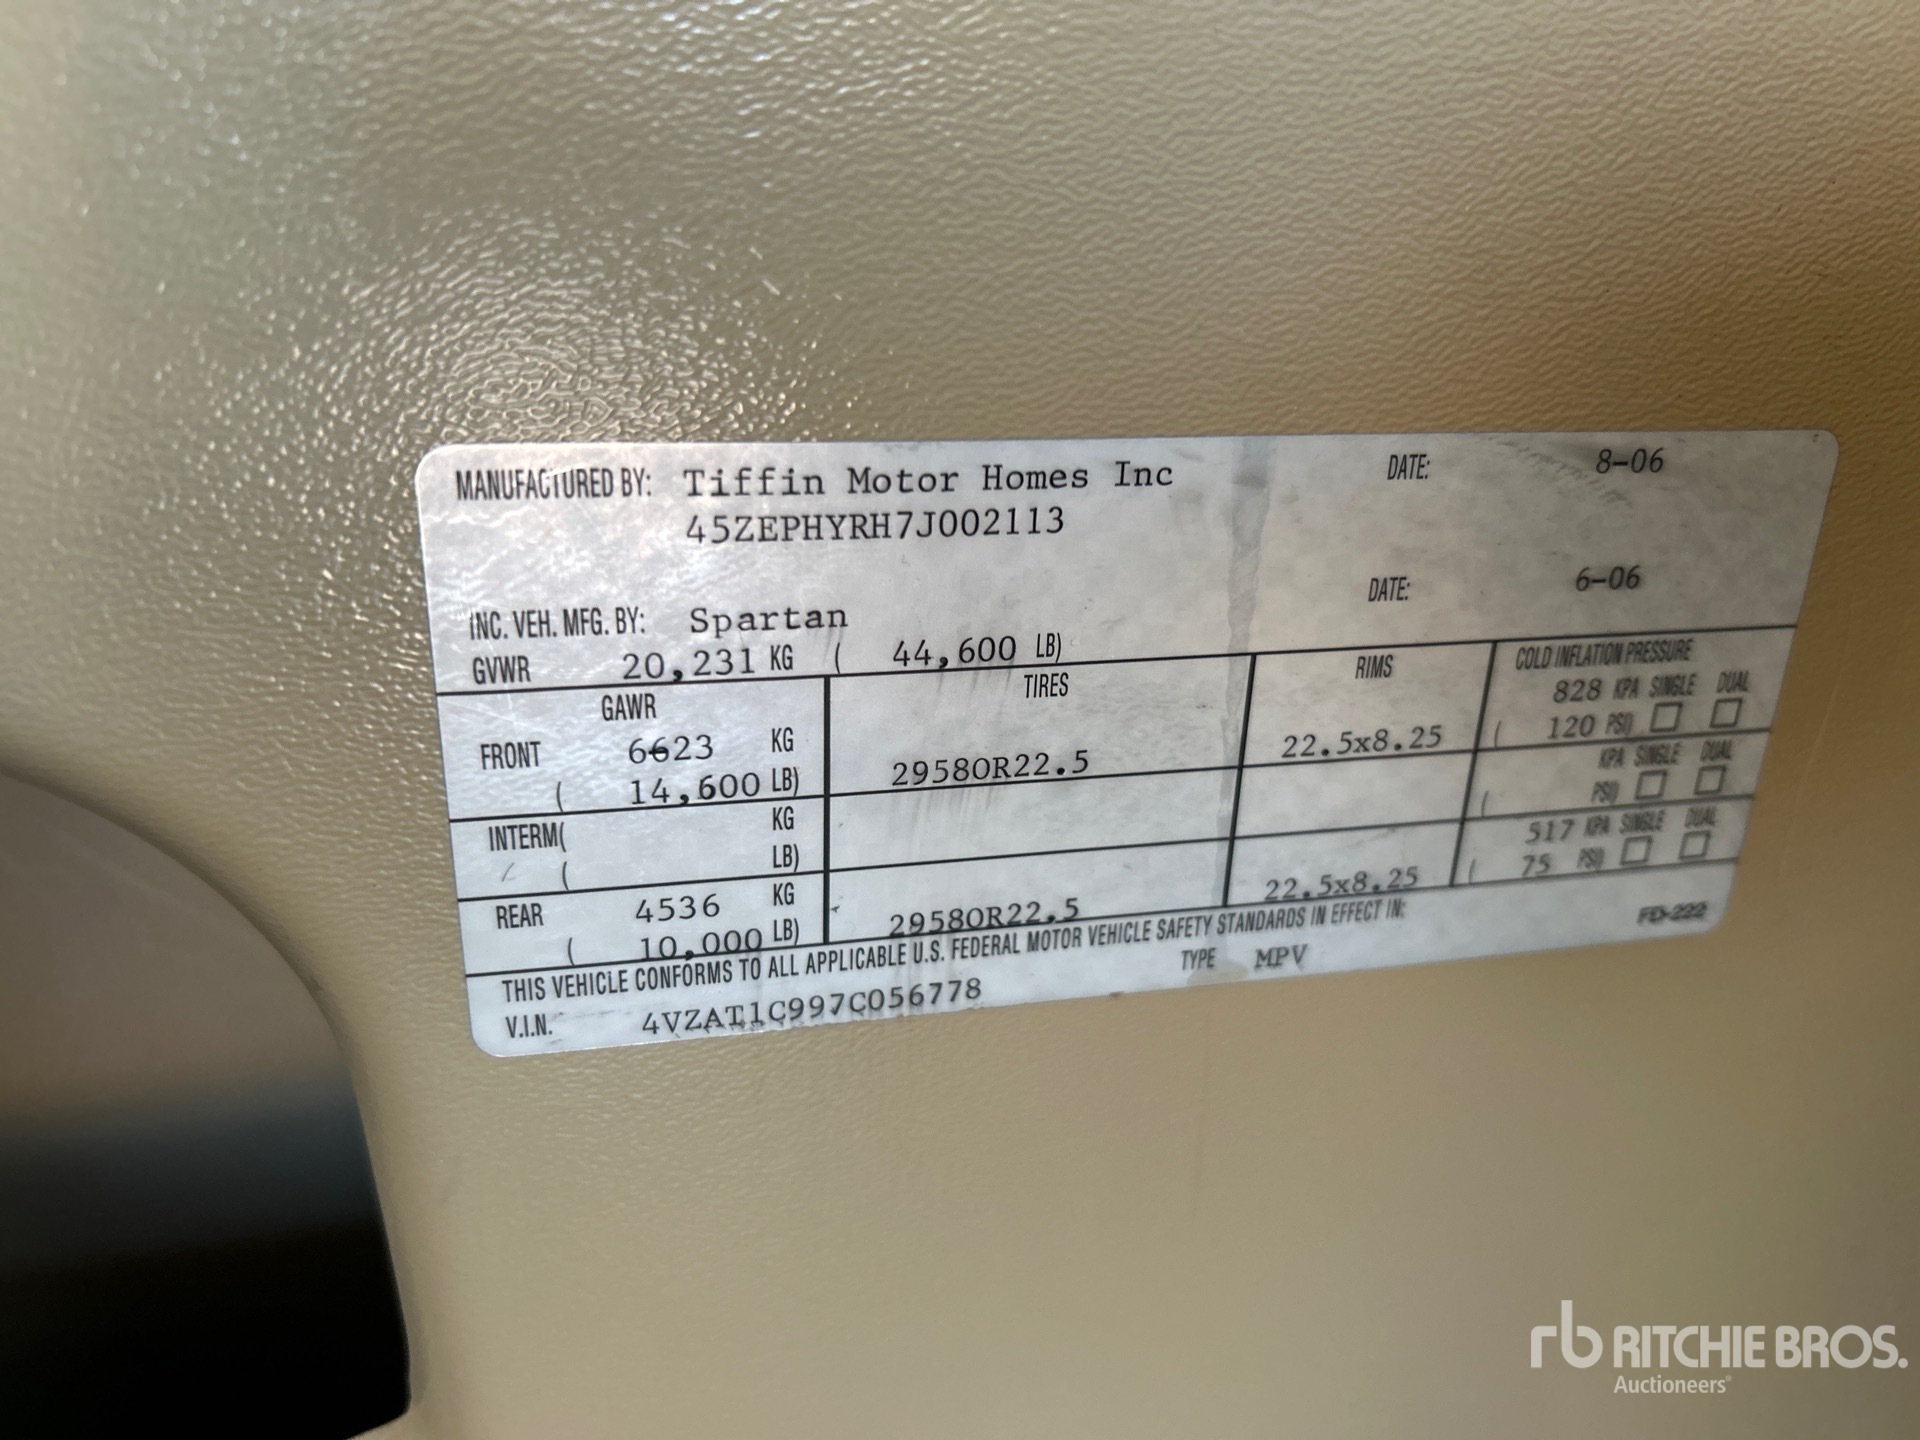 MANUFACTURED BY: Tiffin Motor Homes Inc DATE: 8-06
45ZEPHYRH7J002113
INC. VEH. MFG. BY: Spartan DATE: 6-06
GVWR 20,231 KG ( 44,600 LB)
GAWR TIRES RIMS COLD INFLATION PRESSURE
FRONT 6623 KG 29580R22.5 22.5x8.25 828 KPA SINGLE DUAL
( 14,600 LB) ( 120 PSI) ☐ ☐
INTERM( KG KPA SINGLE DUAL
( LB) ( PSI) ☐ ☐
REAR 4536 KG 29580R22.5 22.5x8.25 517 KPA SINGLE DUAL
( 10,000 LB) ( 75 PSI) ☐ ☐
THIS VEHICLE CONFORMS TO ALL APPLICABLE U.S. FEDERAL MOTOR VEHICLE SAFETY STANDARDS IN EFFECT IN: FD-222
V.I.N. 4VZAT1C997C056778 TYPE MPV
rb RITCHIE BROS.
Auctioneers®